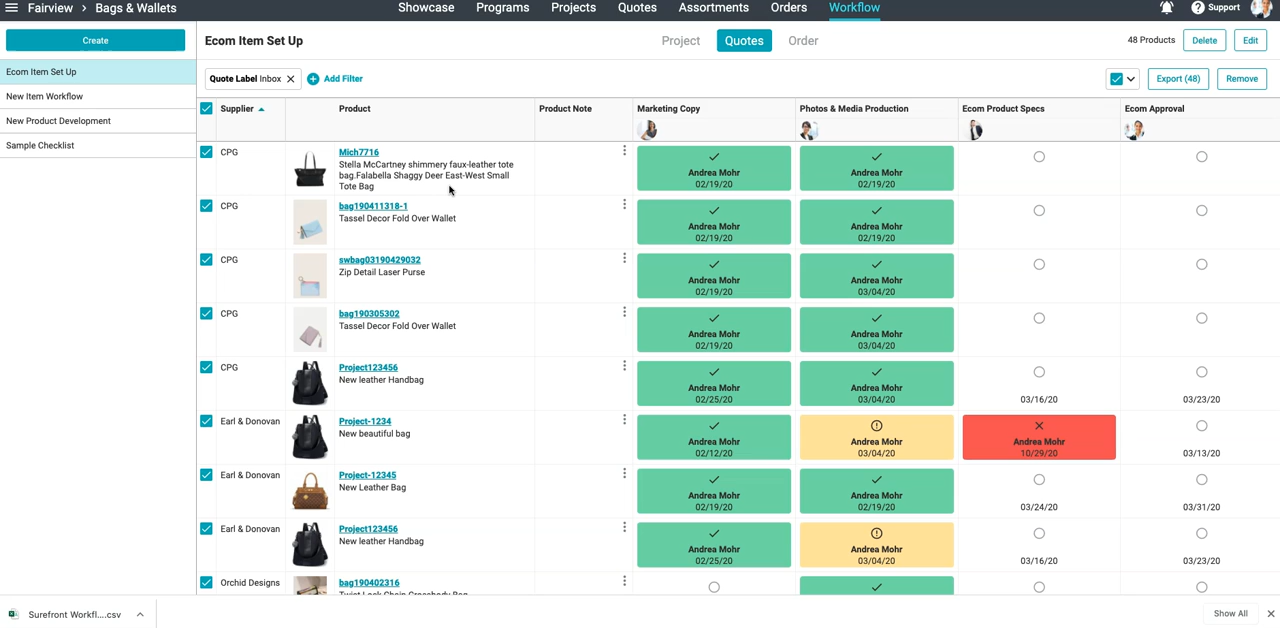 Fairview > Bags & Wallets
Showcase Programs Projects Quotes Assortments Orders Workflow
Support
Create
Ecom Item Set Up
New Item Workflow
New Product Development
Sample Checklist
Ecom Item Set Up
Project Quotes Order
48 Products Delete Edit
Quote Label Inbox
Add Filter
Export (48) Remove
Supplier Product Product Note Marketing Copy Photos & Media Production Ecom Product Specs Ecom Approval
CPG
Mich7716
Stella McCartney shimmery faux-leather tote
bag.Falabella Shaggy Deer East-West Small
Tote Bag
Andrea Mohr
02/19/20
Andrea Mohr
02/19/20
CPG
bag190411318-1
Tassel Decor Fold Over Wallet
Andrea Mohr
02/19/20
Andrea Mohr
02/19/20
CPG
swbag03190429032
Zip Detail Laser Purse
Andrea Mohr
02/19/20
Andrea Mohr
03/04/20
CPG
bag190305302
Tassel Decor Fold Over Wallet
Andrea Mohr
02/19/20
Andrea Mohr
03/04/20
CPG
Project123456
New leather Handbag
Andrea Mohr
02/25/20
Andrea Mohr
03/04/20
03/16/20
03/23/20
Earl & Donovan
Project-1234
New beautiful bag
Andrea Mohr
02/12/20
Andrea Mohr
03/04/20
Andrea Mohr
10/29/20
03/13/20
Earl & Donovan
Project-12345
New Leather Bag
Andrea Mohr
02/19/20
Andrea Mohr
02/19/20
03/24/20
03/31/20
Earl & Donovan
Project123456
New leather Handbag
Andrea Mohr
02/25/20
Andrea Mohr
03/04/20
03/16/20
03/23/20
Orchid Designs
bag190402316
Twist Lock Chain Crossbody Bag
Surefront Workfl....csv
Show All